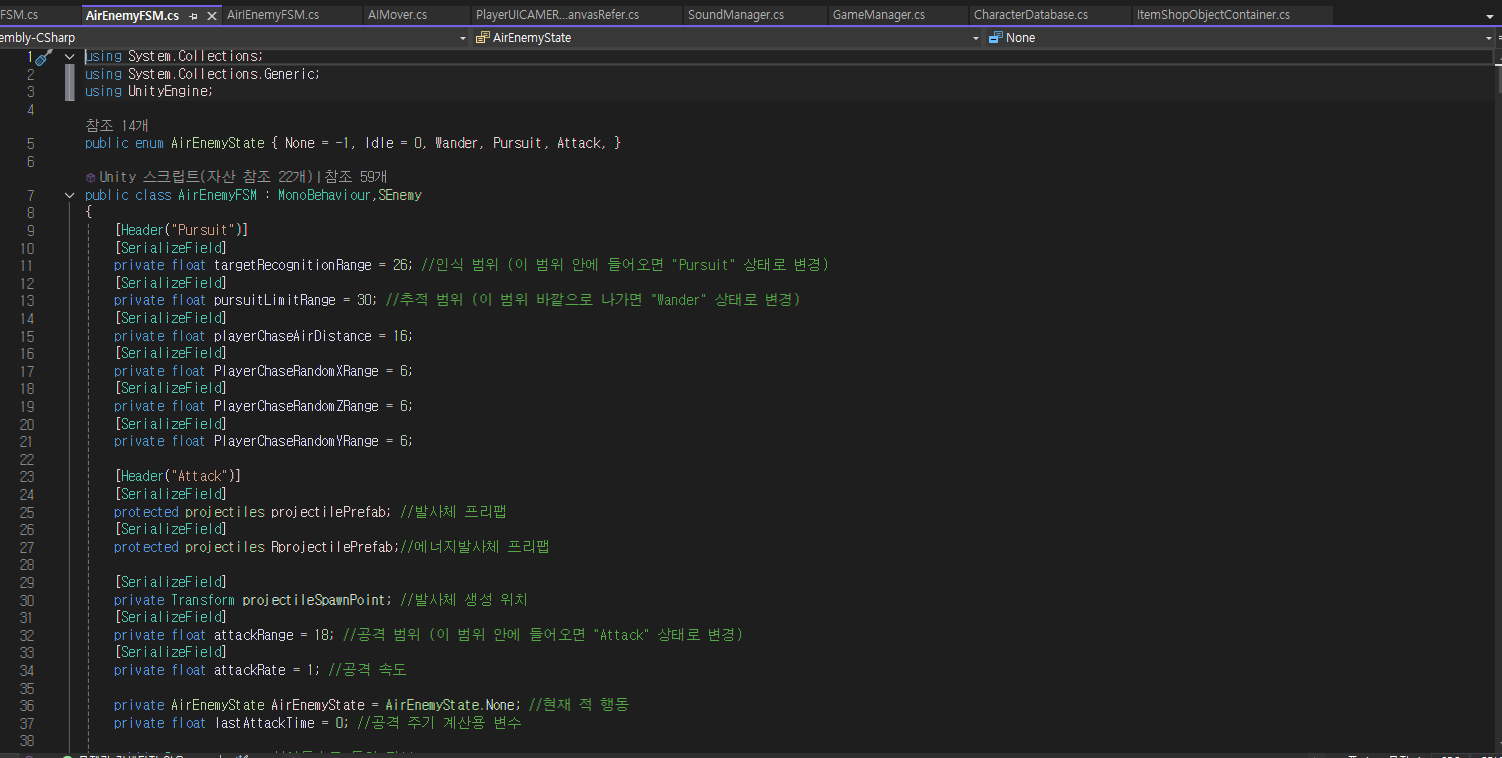 FSM.cs AirEnemyFSM.cs AirIEnemyFSM.cs AIMover.cs PlayerUICAMER...anvasRefer.cs SoundManager.cs GameManager.cs CharacterDatabase.cs ItemShopObjectContainer.cs
embly-CSharp AirEnemyState None
1 using System.Collections;
2 using System.Collections.Generic;
3 using UnityEngine;
4
참조 14개
5 public enum AirEnemyState { None = -1, Idle = 0, Wander, Pursuit, Attack, }
6
Unity 스크립트(자산 참조 22개)|참조 59개
7 public class AirEnemyFSM : MonoBehaviour,SEnemy
8 {
9 [Header("Pursuit")]
10 [SerializeField]
11 private float targetRecognitionRange = 26; //인식 범위 (이 범위 안에 들어오면 "Pursuit" 상태로 변경)
12 [SerializeField]
13 private float pursuitLimitRange = 30; //추적 범위 (이 범위 바깥으로 나가면 "Wander" 상태로 변경)
14 [SerializeField]
15 private float playerChaseAirDistance = 16;
16 [SerializeField]
17 private float PlayerChaseRandomXRange = 6;
18 [SerializeField]
19 private float PlayerChaseRandomZRange = 6;
20 [SerializeField]
21 private float PlayerChaseRandomYRange = 6;
22
23 [Header("Attack")]
24 [SerializeField]
25 protected projectiles projectilePrefab; //발사체 프리팹
26 [SerializeField]
27 protected projectiles RprojectilePrefab;//에너지발사체 프리팹
28
29 [SerializeField]
30 private Transform projectileSpawnPoint; //발사체 생성 위치
31 [SerializeField]
32 private float attackRange = 18; //공격 범위 (이 범위 안에 들어오면 "Attack" 상태로 변경)
33 [SerializeField]
34 private float attackRate = 1; //공격 속도
35
36 private AirEnemyState AirEnemyState = AirEnemyState.None; //현재 적 행동
37 private float lastAttackTime = 0; //공격 주기 계산용 변수
38